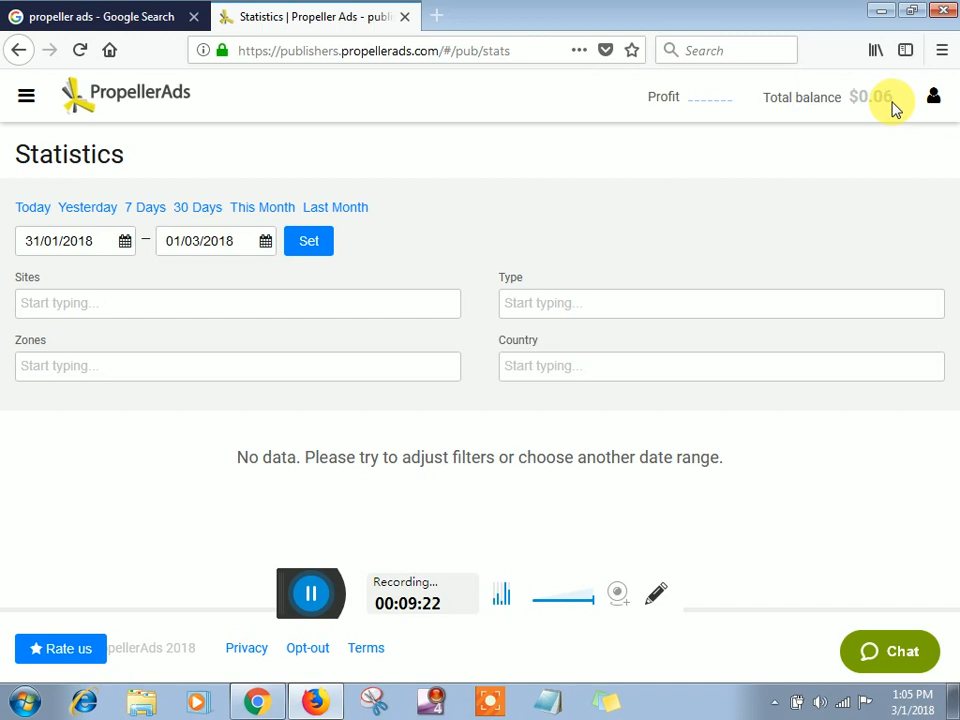 propeller ads - Google Search
Statistics | Propeller Ads - publi
https://publishers.propellerads.com/#/pub/stats
Search
PropellerAds
Profit
Total balance $0.06
Statistics
Today Yesterday 7 Days 30 Days This Month Last Month
31/01/2018 – 01/03/2018 Set
Sites
Start typing...
Type
Start typing...
Zones
Start typing...
Country
Start typing...
No data. Please try to adjust filters or choose another date range.
Recording...
00:09:22
Rate us
pellerAds 2018
Privacy
Opt-out
Terms
Chat
4
1:05 PM
3/1/2018